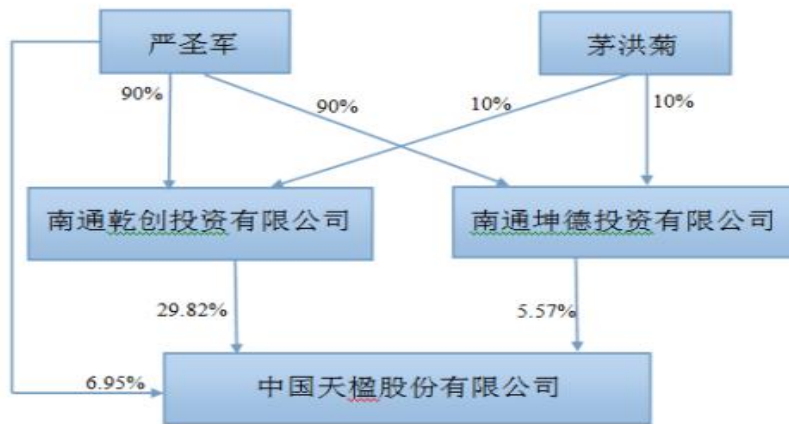 严圣军
茅洪菊
90%
90%
10%
10%
南通乾创投资有限公司
南通坤德投资有限公司
29.82%
5.57%
6.95%
中国天楹股份有限公司